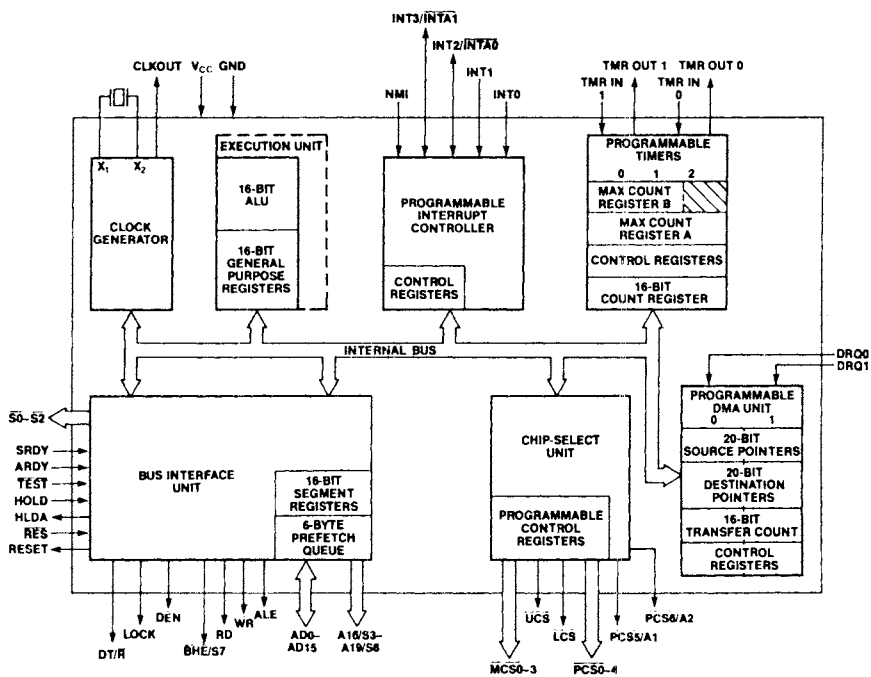 INT3/INTA1
INT2/INTA0
CLKOUT VCC GND
INT1
NMI
INT0
TMR OUT 1 TMR OUT 0
TMR IN 1
TMR IN 0
X1 X2
CLOCK
GENERATOR
EXECUTION UNIT
16-BIT
ALU
16-BIT
GENERAL
PURPOSE
REGISTERS
PROGRAMMABLE
INTERRUPT
CONTROLLER
CONTROL
REGISTERS
PROGRAMMABLE
TIMERS
0 1 2
MAX COUNT
REGISTER B
MAX COUNT
REGISTER A
CONTROL REGISTERS
16-BIT
COUNT REGISTER
INTERNAL BUS
DRQ0
DRQ1
S0-S2
SRDY
ARDY
TEST
HOLD
HLDA
RES
RESET
BUS INTERFACE
UNIT
16-BIT
SEGMENT
REGISTERS
6-BYTE
PREFETCH
QUEUE
CHIP-SELECT
UNIT
PROGRAMMABLE
CONTROL
REGISTERS
PROGRAMMABLE
DMA UNIT
0 1
20-BIT
SOURCE POINTERS
20-BIT
DESTINATION
POINTERS
16-BIT
TRANSFER COUNT
CONTROL
REGISTERS
DT/R
LOCK
DEN
BHE/S7
RD
WR
ALE
AD0-
AD15
A16/S3-
A19/S6
MCS0-3
UCS
LCS
PCS0-4
PCS5/A1
PCS6/A2